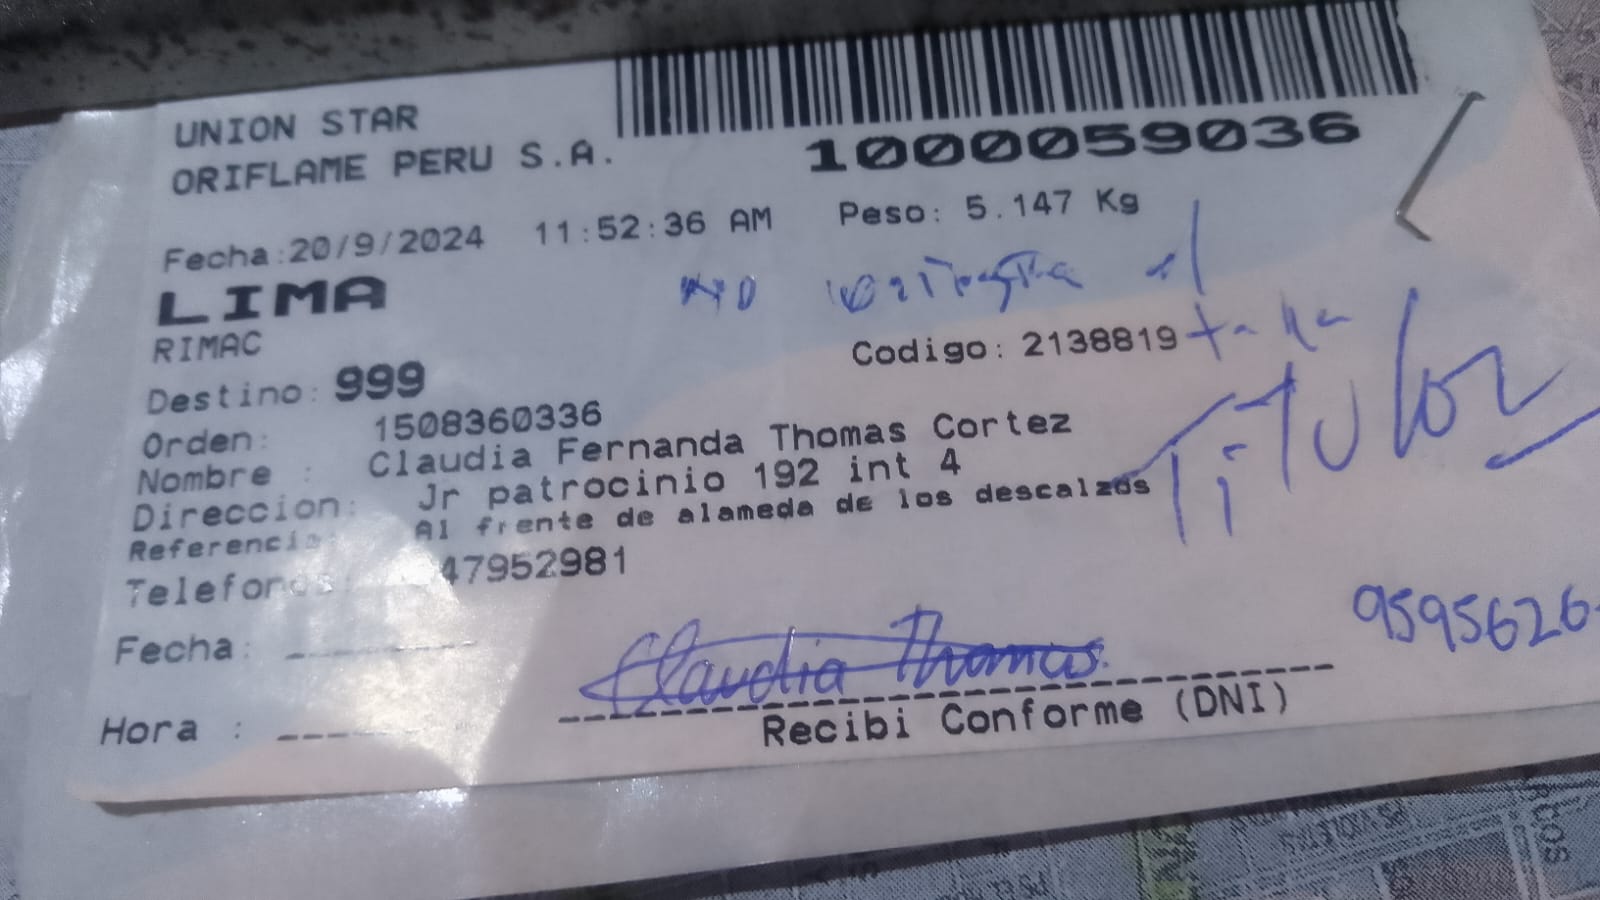 UNION STAR
ORIFLAME PERU S.A.
1000059036
Fecha:20/9/2024 11:52:36 AM Peso: 5.147 Kg
LIMA
RIMAC
Codigo: 2138819
Destino: 999
Orden: 1508360336
Nombre : Claudia Fernanda Thomas Cortez
Direccion: Jr patrocinio 192 int 4
Referencia: Al frente de alameda de los descalzos
Telefono: 47952981
9595626
Fecha:
Claudia Thomas
Hora :
Recibi Conforme (DNI)